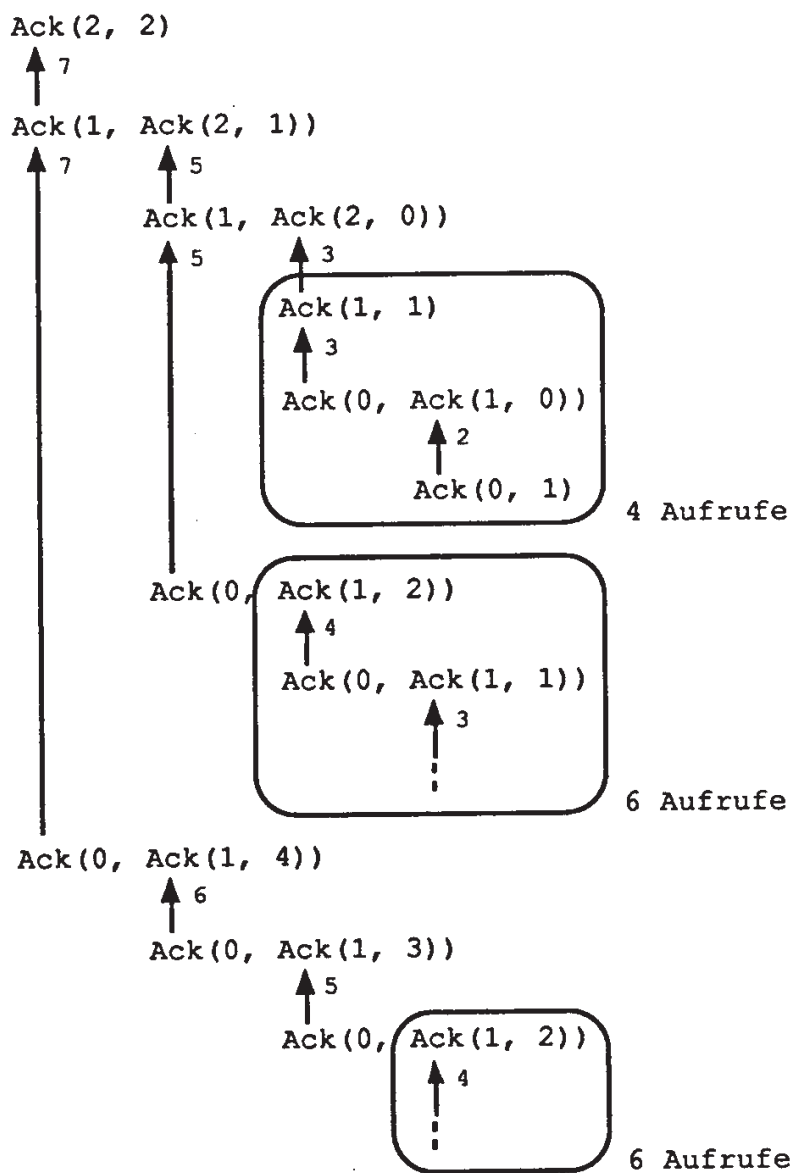 Ack(2, 2)
7
Ack(1, Ack(2, 1))
7 5
Ack(1, Ack(2, 0))
5 3
Ack(1, 1)
3
Ack(0, Ack(1, 0))
2
Ack(0, 1)
4 Aufrufe
Ack(0, Ack(1, 2))
4
Ack(0, Ack(1, 1))
3
6 Aufrufe
Ack(0, Ack(1, 4))
6
Ack(0, Ack(1, 3))
5
Ack(0, Ack(1, 2))
4
6 Aufrufe